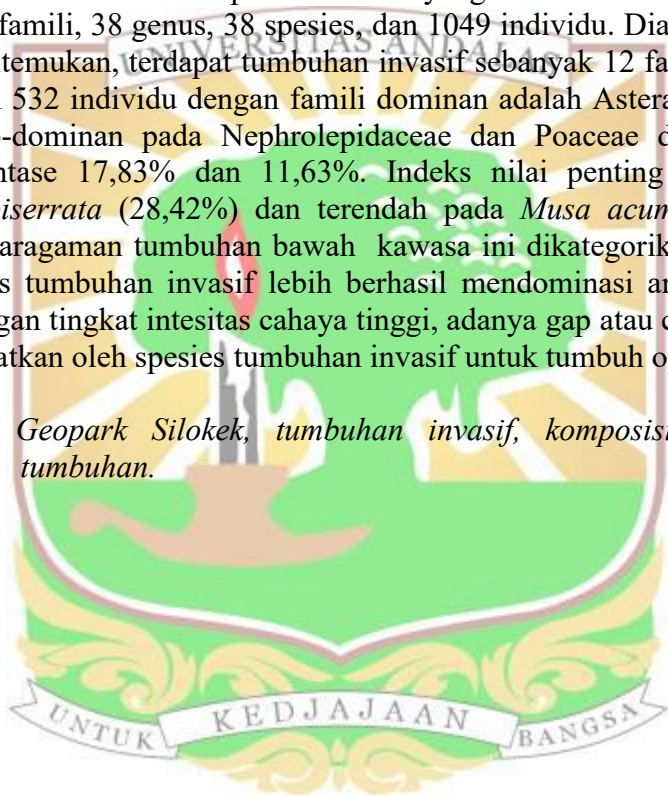 famili, 38 genus, 38 spesies, dan 1049 individu. Dia
temukan, terdapat tumbuhan invasif sebanyak 12 fa
532 individu dengan famili dominan adalah Astera
-dominan pada Nephrolepidaceae dan Poaceae d
ntase 17,83% dan 11,63%. Indeks nilai penting
biserrata (28,42%) dan terendah pada Musa acum
aragaman tumbuhan bawah kawasa ini dikategorik
s tumbuhan invasif lebih berhasil mendominasi ar
gan tingkat intesitas cahaya tinggi, adanya gap atau c
atkan oleh spesies tumbuhan invasif untuk tumbuh o
Geopark Silokek, tumbuhan invasif, komposisi
tumbuhan.
UNIVERSITAS ANDALAS
UNTUK KEDJAJAAN BANGSA